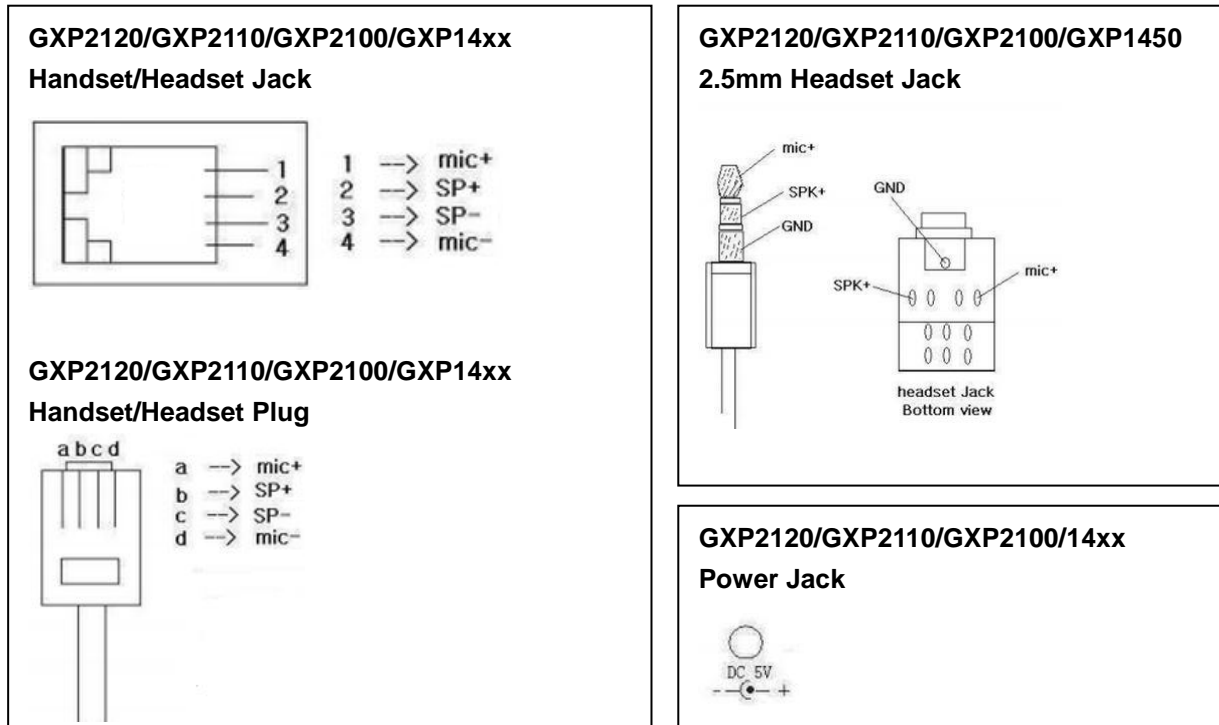 GXP2120/GXP2110/GXP2100/GXP14xx
Handset/Headset Jack
1
2
3
4
1 --> mic+
2 --> SP+
3 --> SP-
4 --> mic-
GXP2120/GXP2110/GXP2100/GXP14xx
Handset/Headset Plug
a b c d
a --> mic+
b --> SP+
c --> SP-
d --> mic-
GXP2120/GXP2110/GXP2100/GXP1450
2.5mm Headset Jack
mic+
SPK+
GND
GND
SPK+
mic+
headset Jack
Bottom view
GXP2120/GXP2110/GXP2100/14xx
Power Jack
DC 5V
- +